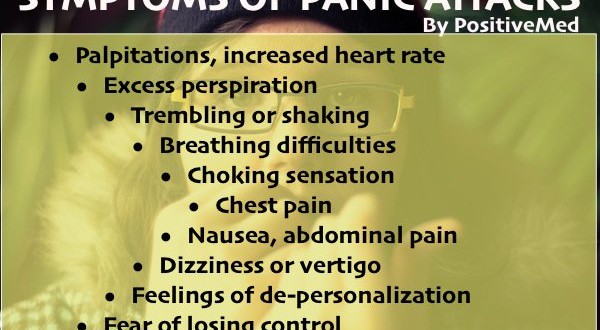 SYMPTOMS OF PANIC ATTACKS
By PositiveMed
• Palpitations, increased heart rate
• Excess perspiration
• Trembling or shaking
• Breathing difficulties
• Choking sensation
• Chest pain
• Nausea, abdominal pain
• Dizziness or vertigo
• Feelings of de-personalization
• Fear of losing control